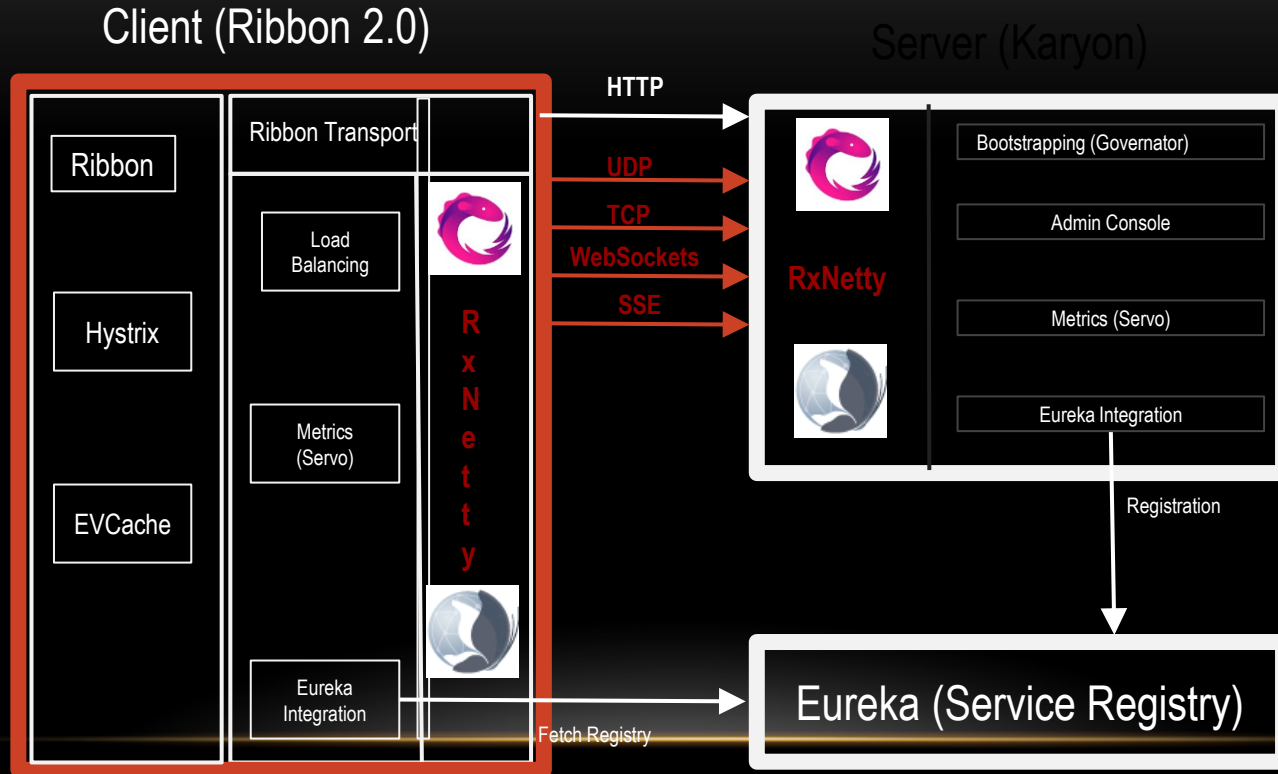 Client (Ribbon 2.0)
Server (Karyon)
Ribbon
Hystrix
EVCache
Ribbon Transport
Load
Balancing
Metrics
(Servo)
Eureka
Integration
R
x
N
e
t
t
y
HTTP
UDP
TCP
WebSockets
SSE
RxNetty
Bootstrapping (Governator)
Admin Console
Metrics (Servo)
Eureka Integration
Registration
Fetch Registry
Eureka (Service Registry)